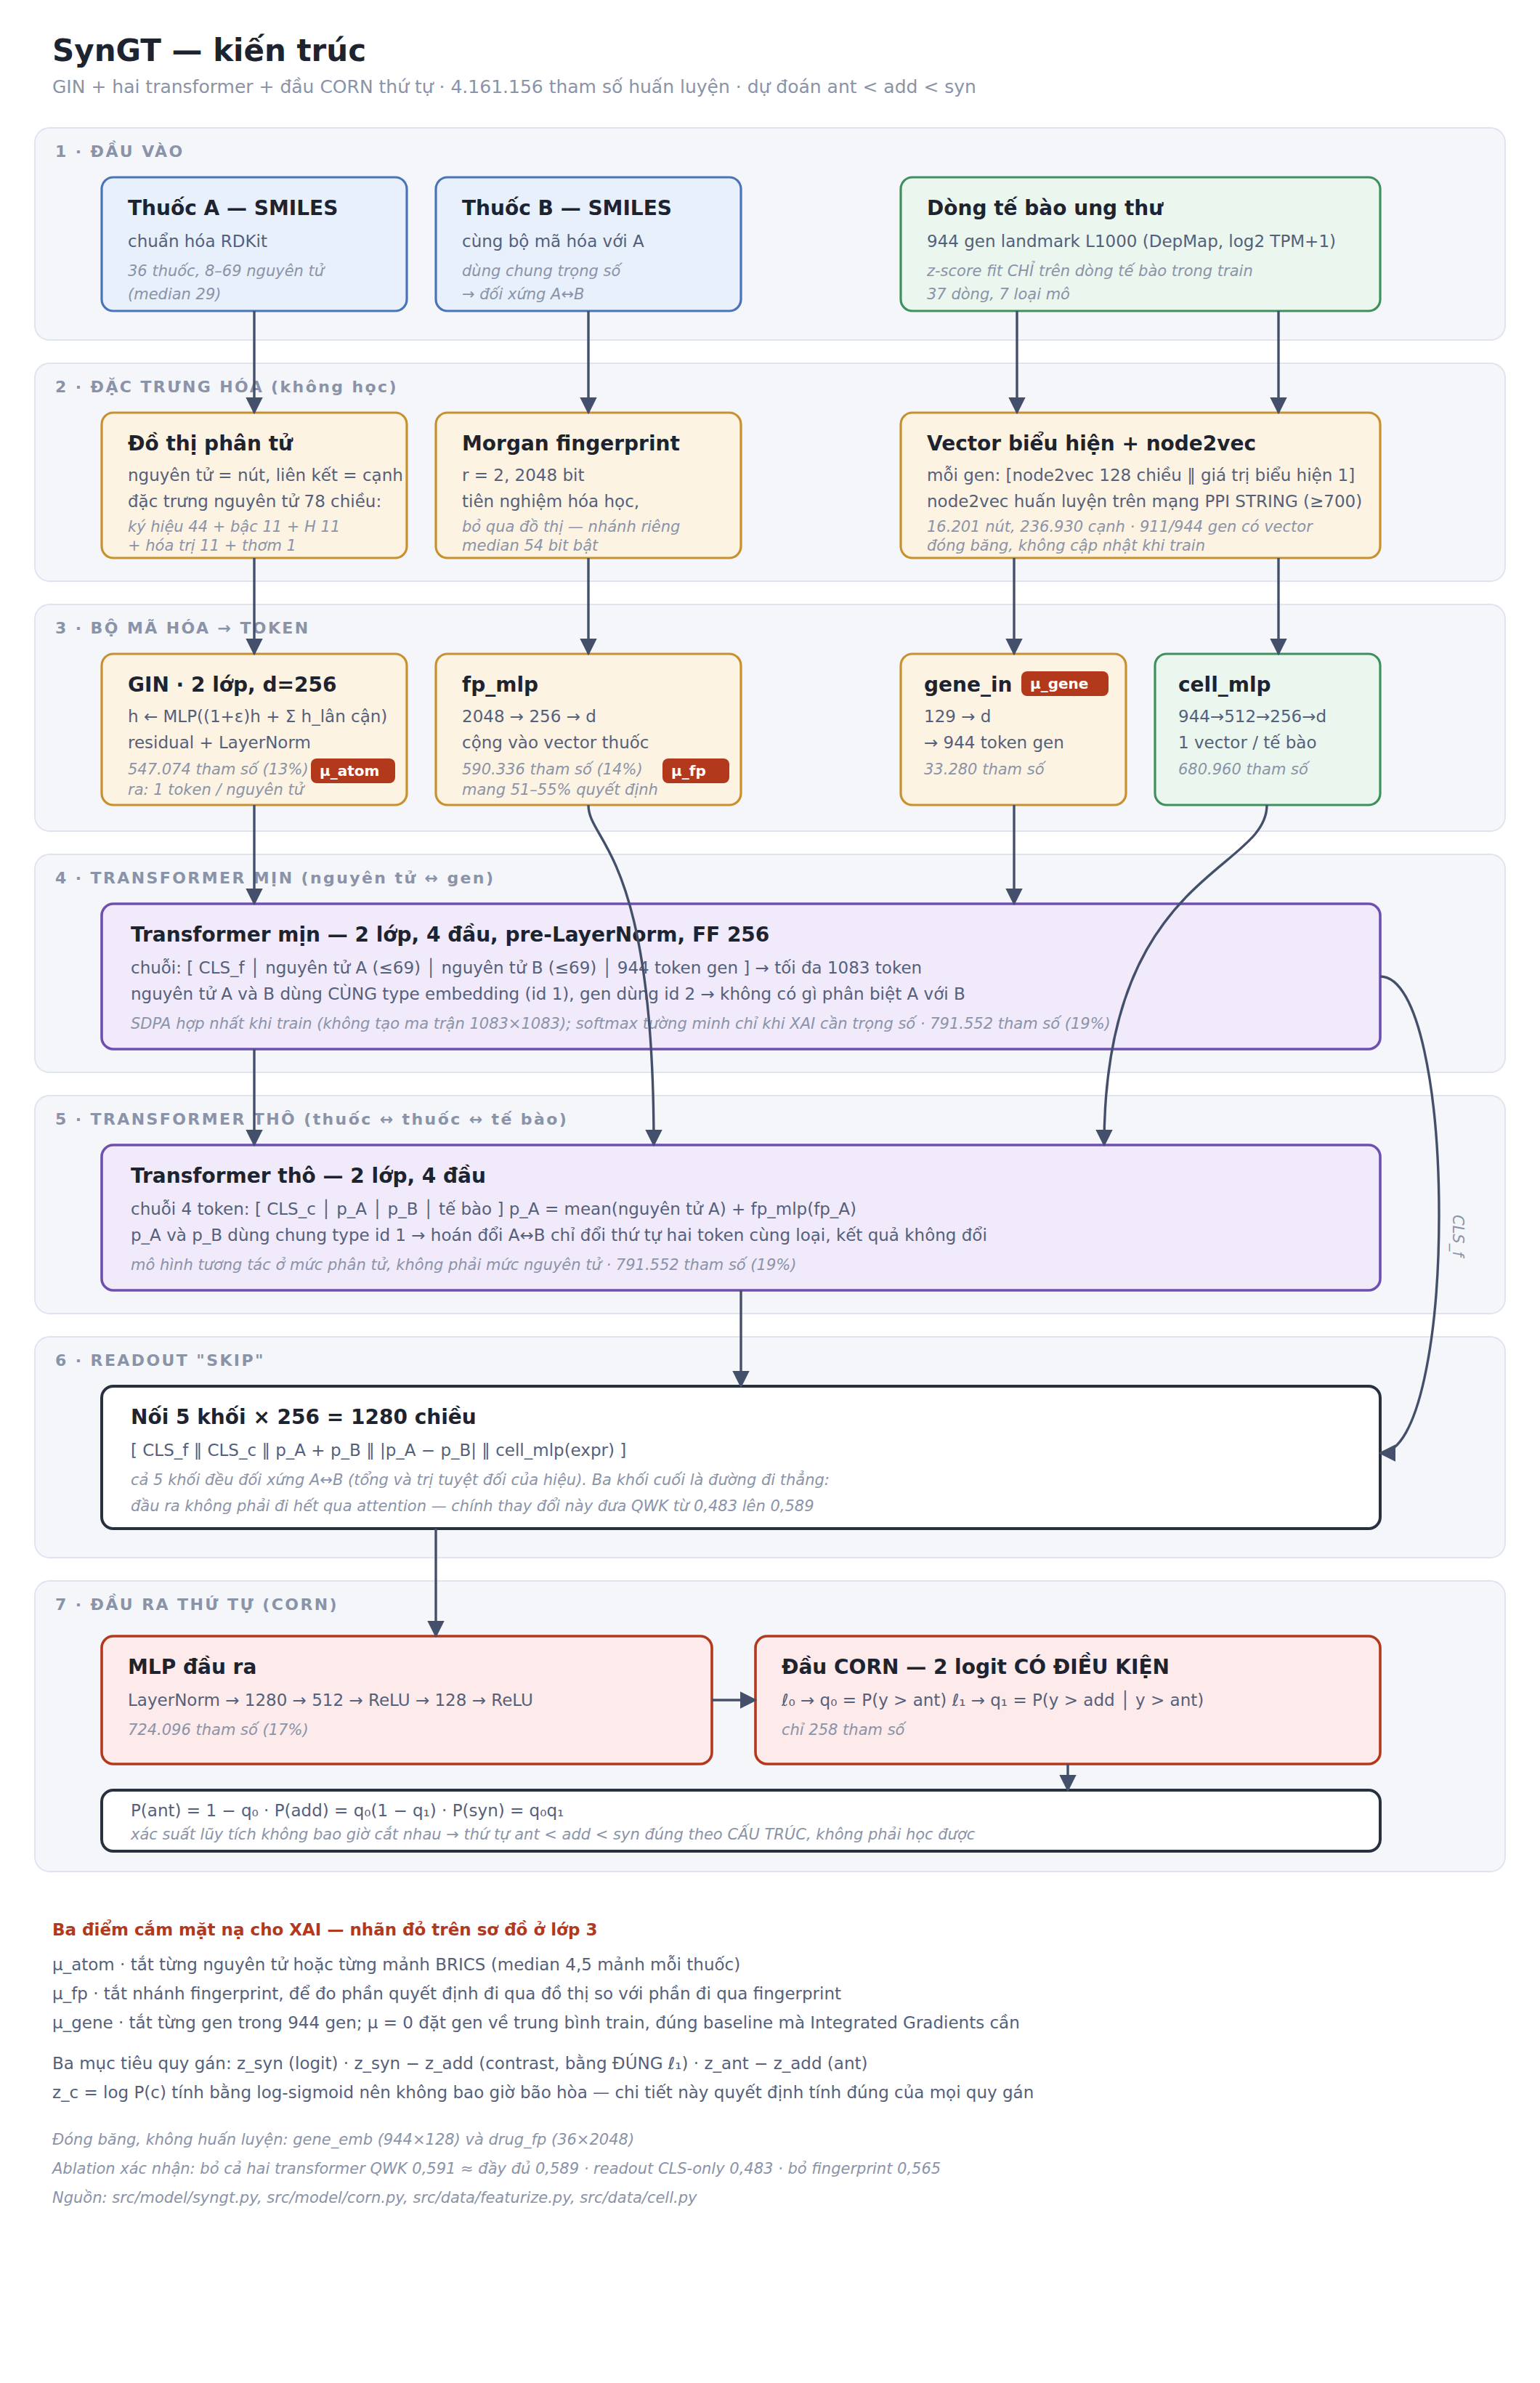 SynGT — kiến trúc
GIN + hai transformer + đầu CORN thứ tự · 4.161.156 tham số huấn luyện · dự đoán ant < add < syn
1 · ĐẦU VÀO
Thuốc A — SMILES
chuẩn hóa RDKit
36 thuốc, 8–69 nguyên tử
(median 29)
Thuốc B — SMILES
cùng bộ mã hóa với A
dùng chung trọng số
→ đối xứng A↔B
Dòng tế bào ung thư
944 gen landmark L1000 (DepMap, log2 TPM+1)
z-score fit CHỈ trên dòng tế bào trong train
37 dòng, 7 loại mô
2 · ĐẶC TRƯNG HÓA (không học)
Đồ thị phân tử
nguyên tử = nút, liên kết = cạnh
đặc trưng nguyên tử 78 chiều:
ký hiệu 44 + bậc 11 + H 11
+ hóa trị 11 + thơm 1
Morgan fingerprint
r = 2, 2048 bit
tiên nghiệm hóa học,
bỏ qua đồ thị — nhánh riêng
median 54 bit bật
Vector biểu hiện + node2vec
mỗi gen: [node2vec 128 chiều ‖ giá trị biểu hiện 1]
node2vec huấn luyện trên mạng PPI STRING (≥700)
16.201 nút, 236.930 cạnh · 911/944 gen có vector
đóng băng, không cập nhật khi train
3 · BỘ MÃ HÓA → TOKEN
GIN · 2 lớp, d=256
h ← MLP((1+ε)h + Σ h_lân cận)
residual + LayerNorm
547.074 tham số (13%)
μ_atom
ra: 1 token / nguyên tử
fp_mlp
2048 → 256 → d
cộng vào vector thuốc
590.336 tham số (14%)
μ_fp
mang 51–55% quyết định
gene_in
μ_gene
129 → d
→ 944 token gen
33.280 tham số
cell_mlp
944→512→256→d
1 vector / tế bào
680.960 tham số
4 · TRANSFORMER MỊN (nguyên tử ↔ gen)
Transformer mịn — 2 lớp, 4 đầu, pre-LayerNorm, FF 256
chuỗi: [ CLS_f │ nguyên tử A (≤69) │ nguyên tử B (≤69) │ 944 token gen ] → tối đa 1083 token
nguyên tử A và B dùng CÙNG type embedding (id 1), gen dùng id 2 → không có gì phân biệt A với B
SDPA hợp nhất khi train (không tạo ma trận 1083×1083); softmax tường minh chỉ khi XAI cần trọng số · 791.552 tham số (19%)
5 · TRANSFORMER THÔ (thuốc ↔ thuốc ↔ tế bào)
Transformer thô — 2 lớp, 4 đầu
chuỗi 4 token: [ CLS_c │ p_A │ p_B │ tế bào ] p_A = mean(nguyên tử A) + fp_mlp(fp_A)
p_A và p_B dùng chung type id 1 → hoán đổi A↔B chỉ đổi thứ tự hai token cùng loại, kết quả không đổi
mô hình tương tác ở mức phân tử, không phải mức nguyên tử · 791.552 tham số (19%)
CLS_f
6 · READOUT "SKIP"
Nối 5 khối × 256 = 1280 chiều
[ CLS_f ‖ CLS_c ‖ p_A + p_B ‖ |p_A − p_B| ‖ cell_mlp(expr) ]
cả 5 khối đều đối xứng A↔B (tổng và trị tuyệt đối của hiệu). Ba khối cuối là đường đi thẳng:
đầu ra không phải đi hết qua attention — chính thay đổi này đưa QWK từ 0,483 lên 0,589
7 · ĐẦU RA THỨ TỰ (CORN)
MLP đầu ra
LayerNorm → 1280 → 512 → ReLU → 128 → ReLU
724.096 tham số (17%)
Đầu CORN — 2 logit CÓ ĐIỀU KIỆN
ℓ₀ → q₀ = P(y > ant) ℓ₁ → q₁ = P(y > add │ y > ant)
chỉ 258 tham số
P(ant) = 1 − q₀ · P(add) = q₀(1 − q₁) · P(syn) = q₀q₁
xác suất lũy tích không bao giờ cắt nhau → thứ tự ant < add < syn đúng theo CẤU TRÚC, không phải học được
Ba điểm cắm mặt nạ cho XAI — nhãn đỏ trên sơ đồ ở lớp 3
μ_atom · tắt từng nguyên tử hoặc từng mảnh BRICS (median 4,5 mảnh mỗi thuốc)
μ_fp · tắt nhánh fingerprint, để đo phần quyết định đi qua đồ thị so với phần đi qua fingerprint
μ_gene · tắt từng gen trong 944 gen; μ = 0 đặt gen về trung bình train, đúng baseline mà Integrated Gradients cần
Ba mục tiêu quy gán: z_syn (logit) · z_syn − z_add (contrast, bằng ĐÚNG ℓ₁) · z_ant − z_add (ant)
z_c = log P(c) tính bằng log-sigmoid nên không bao giờ bão hòa — chi tiết này quyết định tính đúng của mọi quy gán
Đóng băng, không huấn luyện: gene_emb (944×128) và drug_fp (36×2048)
Ablation xác nhận: bỏ cả hai transformer QWK 0,591 ≈ đầy đủ 0,589 · readout CLS-only 0,483 · bỏ fingerprint 0,565
Nguồn: src/model/syngt.py, src/model/corn.py, src/data/featurize.py, src/data/cell.py